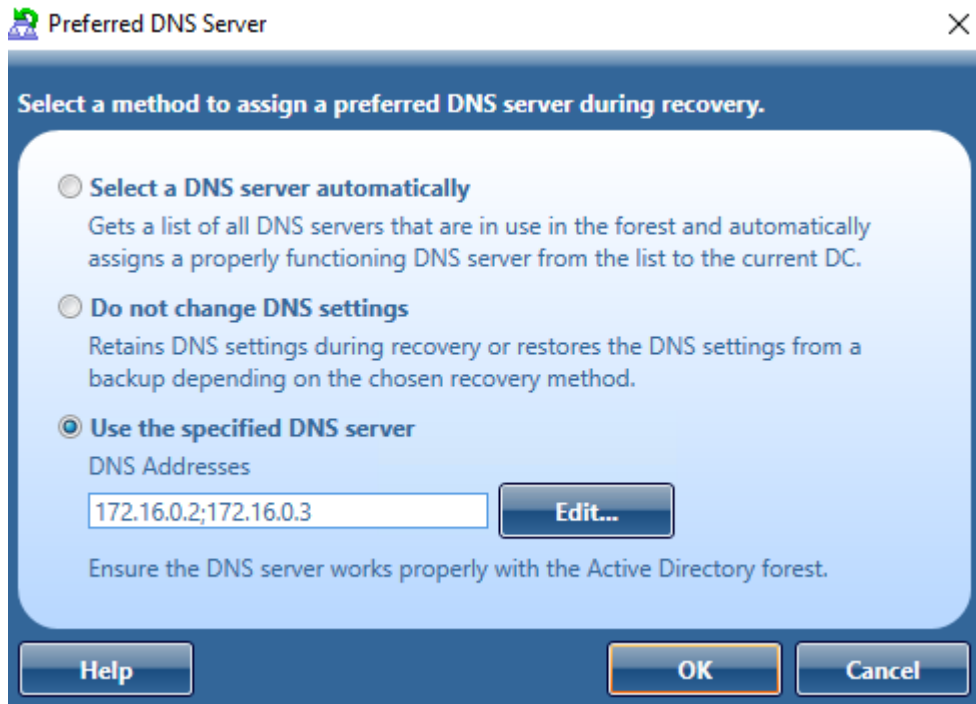 Preferred DNS Server
Select a method to assign a preferred DNS server during recovery.
Select a DNS server automatically
Gets a list of all DNS servers that are in use in the forest and automatically
assigns a properly functioning DNS server from the list to the current DC.
Do not change DNS settings
Retains DNS settings during recovery or restores the DNS settings from a
backup depending on the chosen recovery method.
Use the specified DNS server
DNS Addresses
172.16.0.2;172.16.0.3
Edit...
Ensure the DNS server works properly with the Active Directory forest.
Help
OK
Cancel